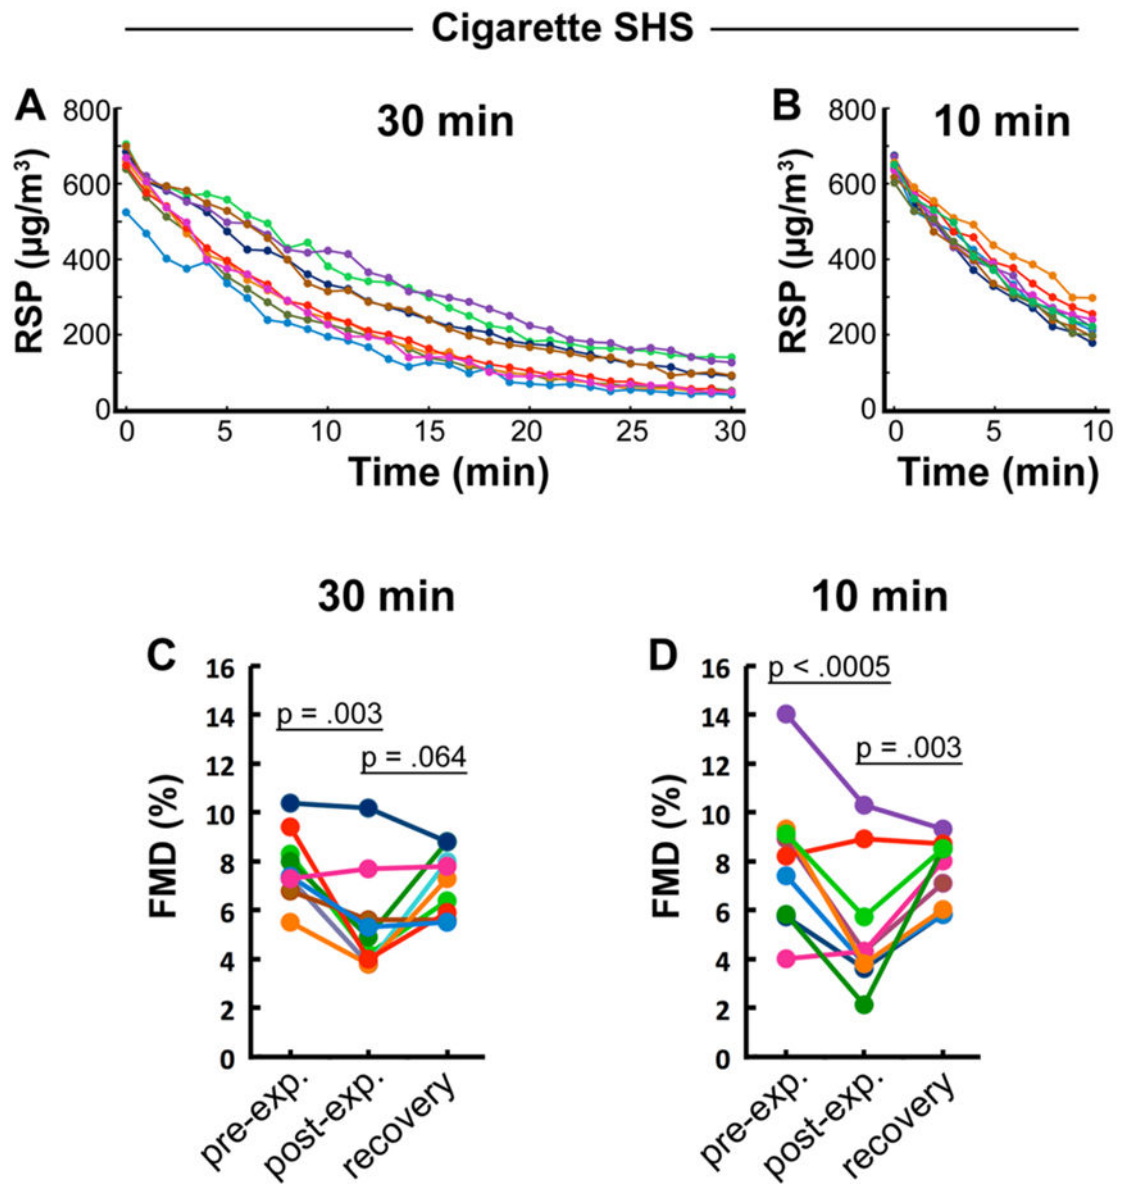 Cigarette SHS
A
30 min
RSP (µg/m³)
800
600
400
200
0
0 5 10 15 20 25 30
Time (min)
B
10 min
RSP (µg/m³)
800
600
400
200
0
0 5 10
Time (min)
30 min
C
FMD (%)
16
14
12
10
8
6
4
2
0
p = .003
p = .064
pre-exp.
post-exp.
recovery
10 min
D
FMD (%)
16
14
12
10
8
6
4
2
0
p < .0005
p = .003
pre-exp.
post-exp.
recovery